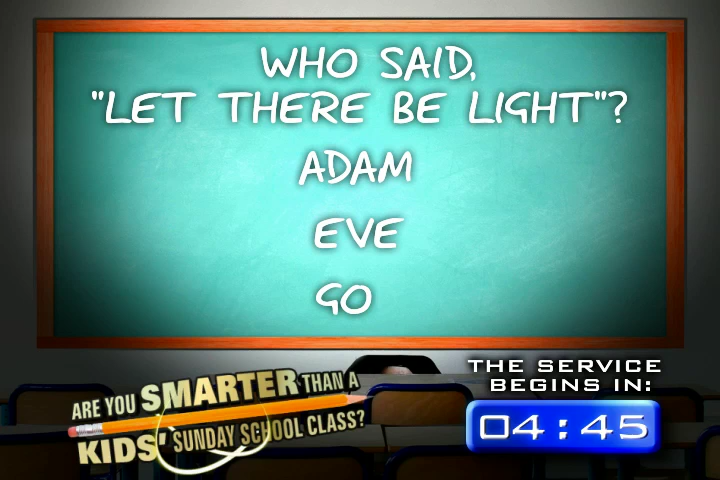 WHO SAID,
"LET THERE BE LIGHT"?
ADAM
EVE
GO
ARE YOU SMARTER THAN A
KIDS' SUNDAY SCHOOL CLASS?
THE SERVICE
BEGINS IN:
04:45